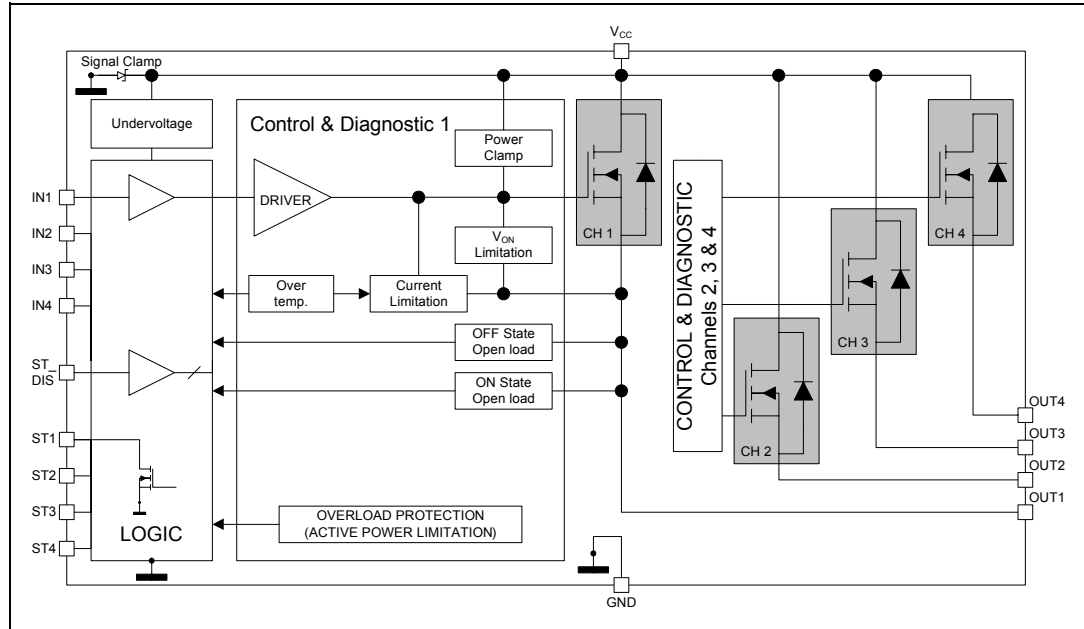 V_CC
Signal Clamp
Undervoltage
Control & Diagnostic 1
Power
Clamp
IN1
DRIVER
CH 1
CH 4
IN2
V_ON
Limitation
IN3
Over
temp.
Current
Limitation
IN4
OFF State
Open load
CH 3
CONTROL & DIAGNOSTIC
Channels 2, 3 & 4
ST_
DIS
ON State
Open load
CH 2
OUT4
OUT3
OUT2
OUT1
ST1
ST2
ST3
ST4
LOGIC
OVERLOAD PROTECTION
(ACTIVE POWER LIMITATION)
GND